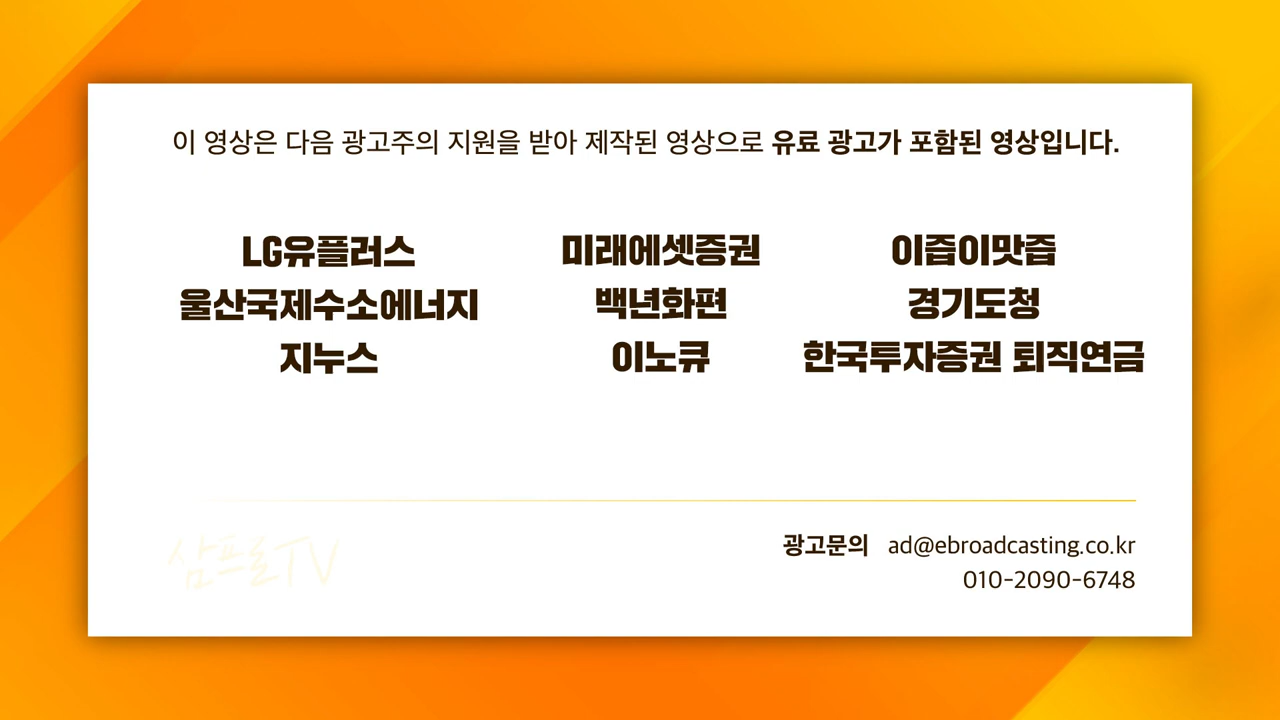 이 영상은 다음 광고주의 지원을 받아 제작된 영상으로 유료 광고가 포함된 영상입니다.
LG유플러스 미래에셋증권 이즙이맛즙
울산국제수소에너지 백년화편 경기도청
지누스 이노큐 한국투자증권 퇴직연금
삼프로TV
광고문의 ad@ebroadcasting.co.kr
010-2090-6748